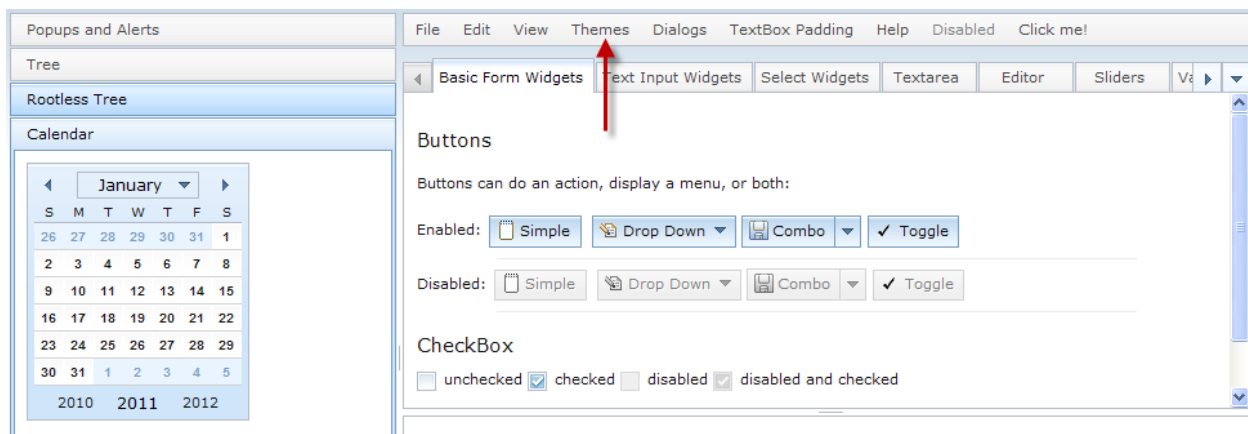 Popups and Alerts
Tree
Rootless Tree
Calendar
January
S M T W T F S
26 27 28 29 30 31 1
2 3 4 5 6 7 8
9 10 11 12 13 14 15
16 17 18 19 20 21 22
23 24 25 26 27 28 29
30 31 1 2 3 4 5
2010 2011 2012
File Edit View Themes Dialogs TextBox Padding Help Disabled Click me!
Basic Form Widgets Text Input Widgets Select Widgets Textarea Editor Sliders
Buttons
Buttons can do an action, display a menu, or both:
Enabled: Simple Drop Down Combo Toggle
Disabled: Simple Drop Down Combo Toggle
CheckBox
unchecked checked disabled disabled and checked